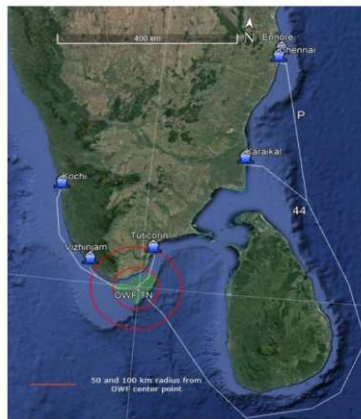 400 km
N
Ennore
Chennai
P
Karaikal
Kochi
44
Tuticorin
Vizhinjam
OWF TN
50 and 100 km radius from
OWF center point